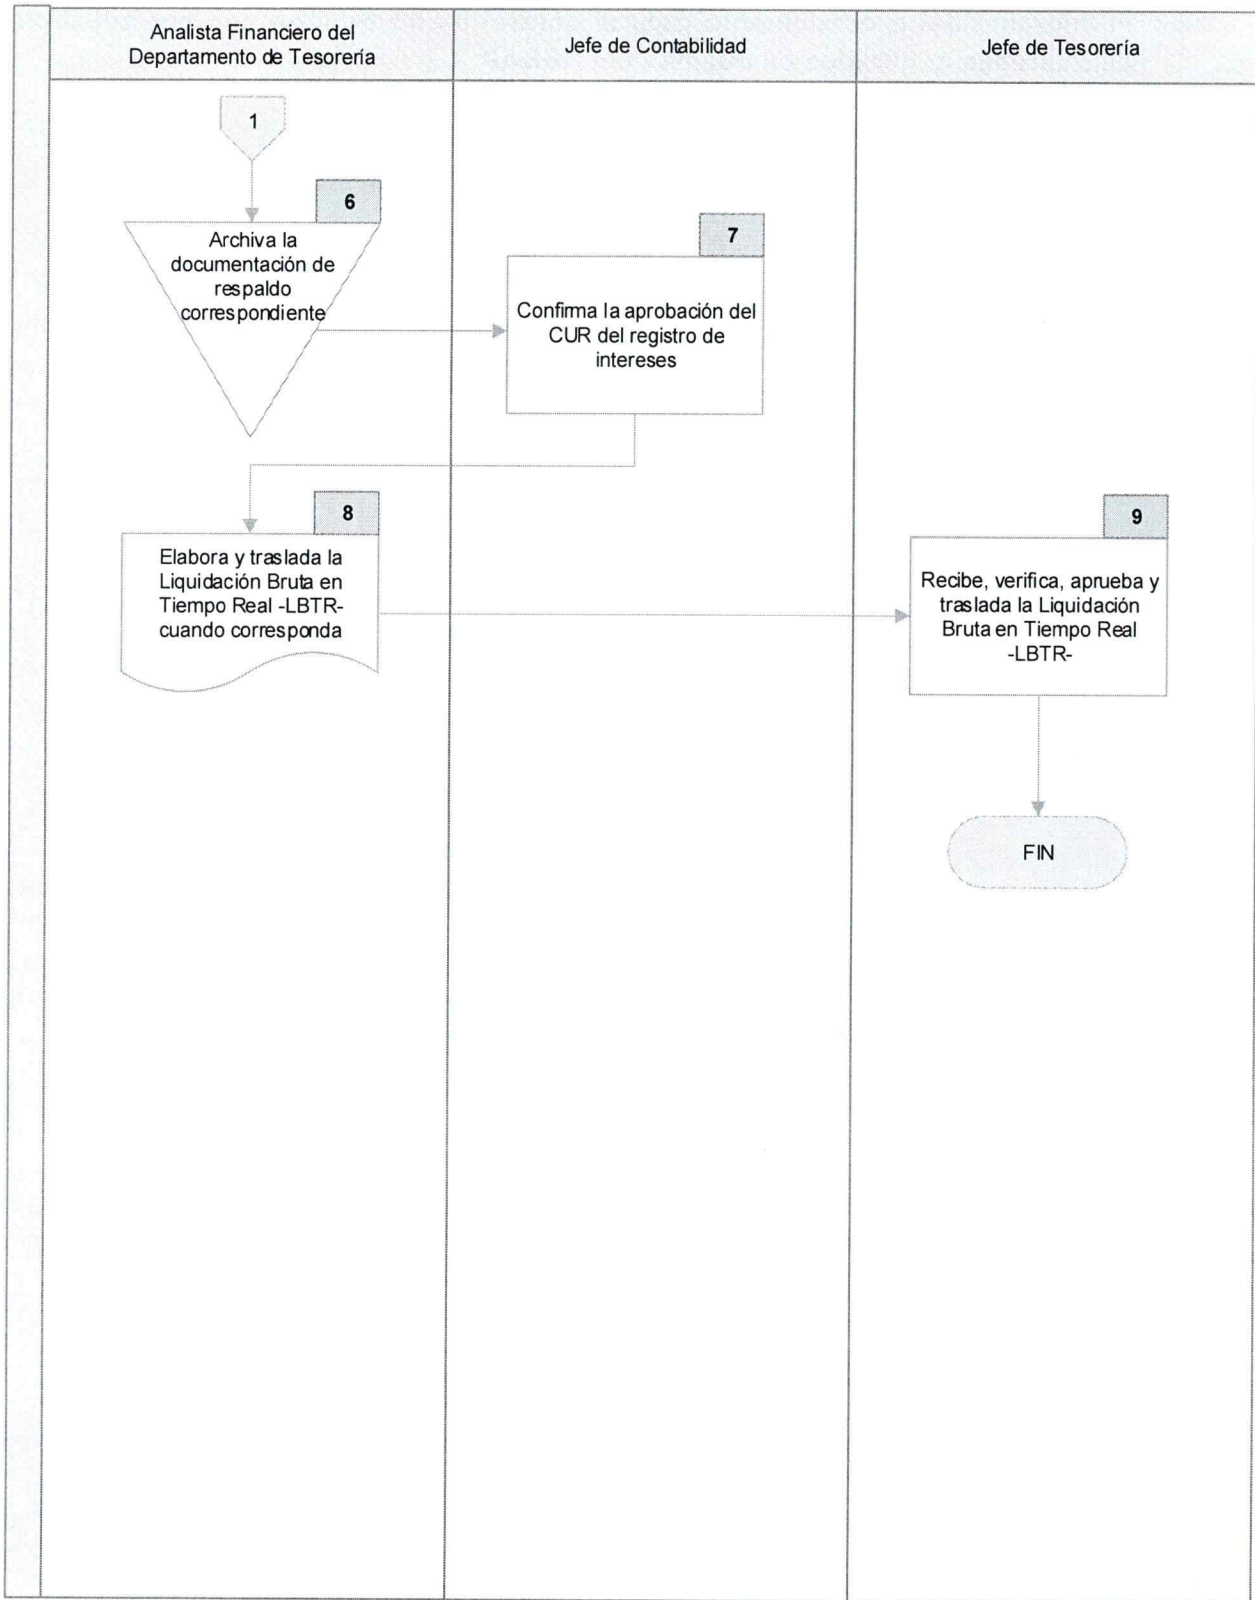 Analista Financiero del
Departamento de Tesorería
Jefe de Contabilidad
Jefe de Tesorería
1
6
Archiva la
documentación de
respaldo
correspondiente
7
Confirma la aprobación del
CUR del registro de
intereses
8
Elabora y traslada la
Liquidación Bruta en
Tiempo Real -LBTR-
cuando corresponda
9
Recibe, verifica, aprueba y
traslada la Liquidación
Bruta en Tiempo Real
-LBTR-
FIN